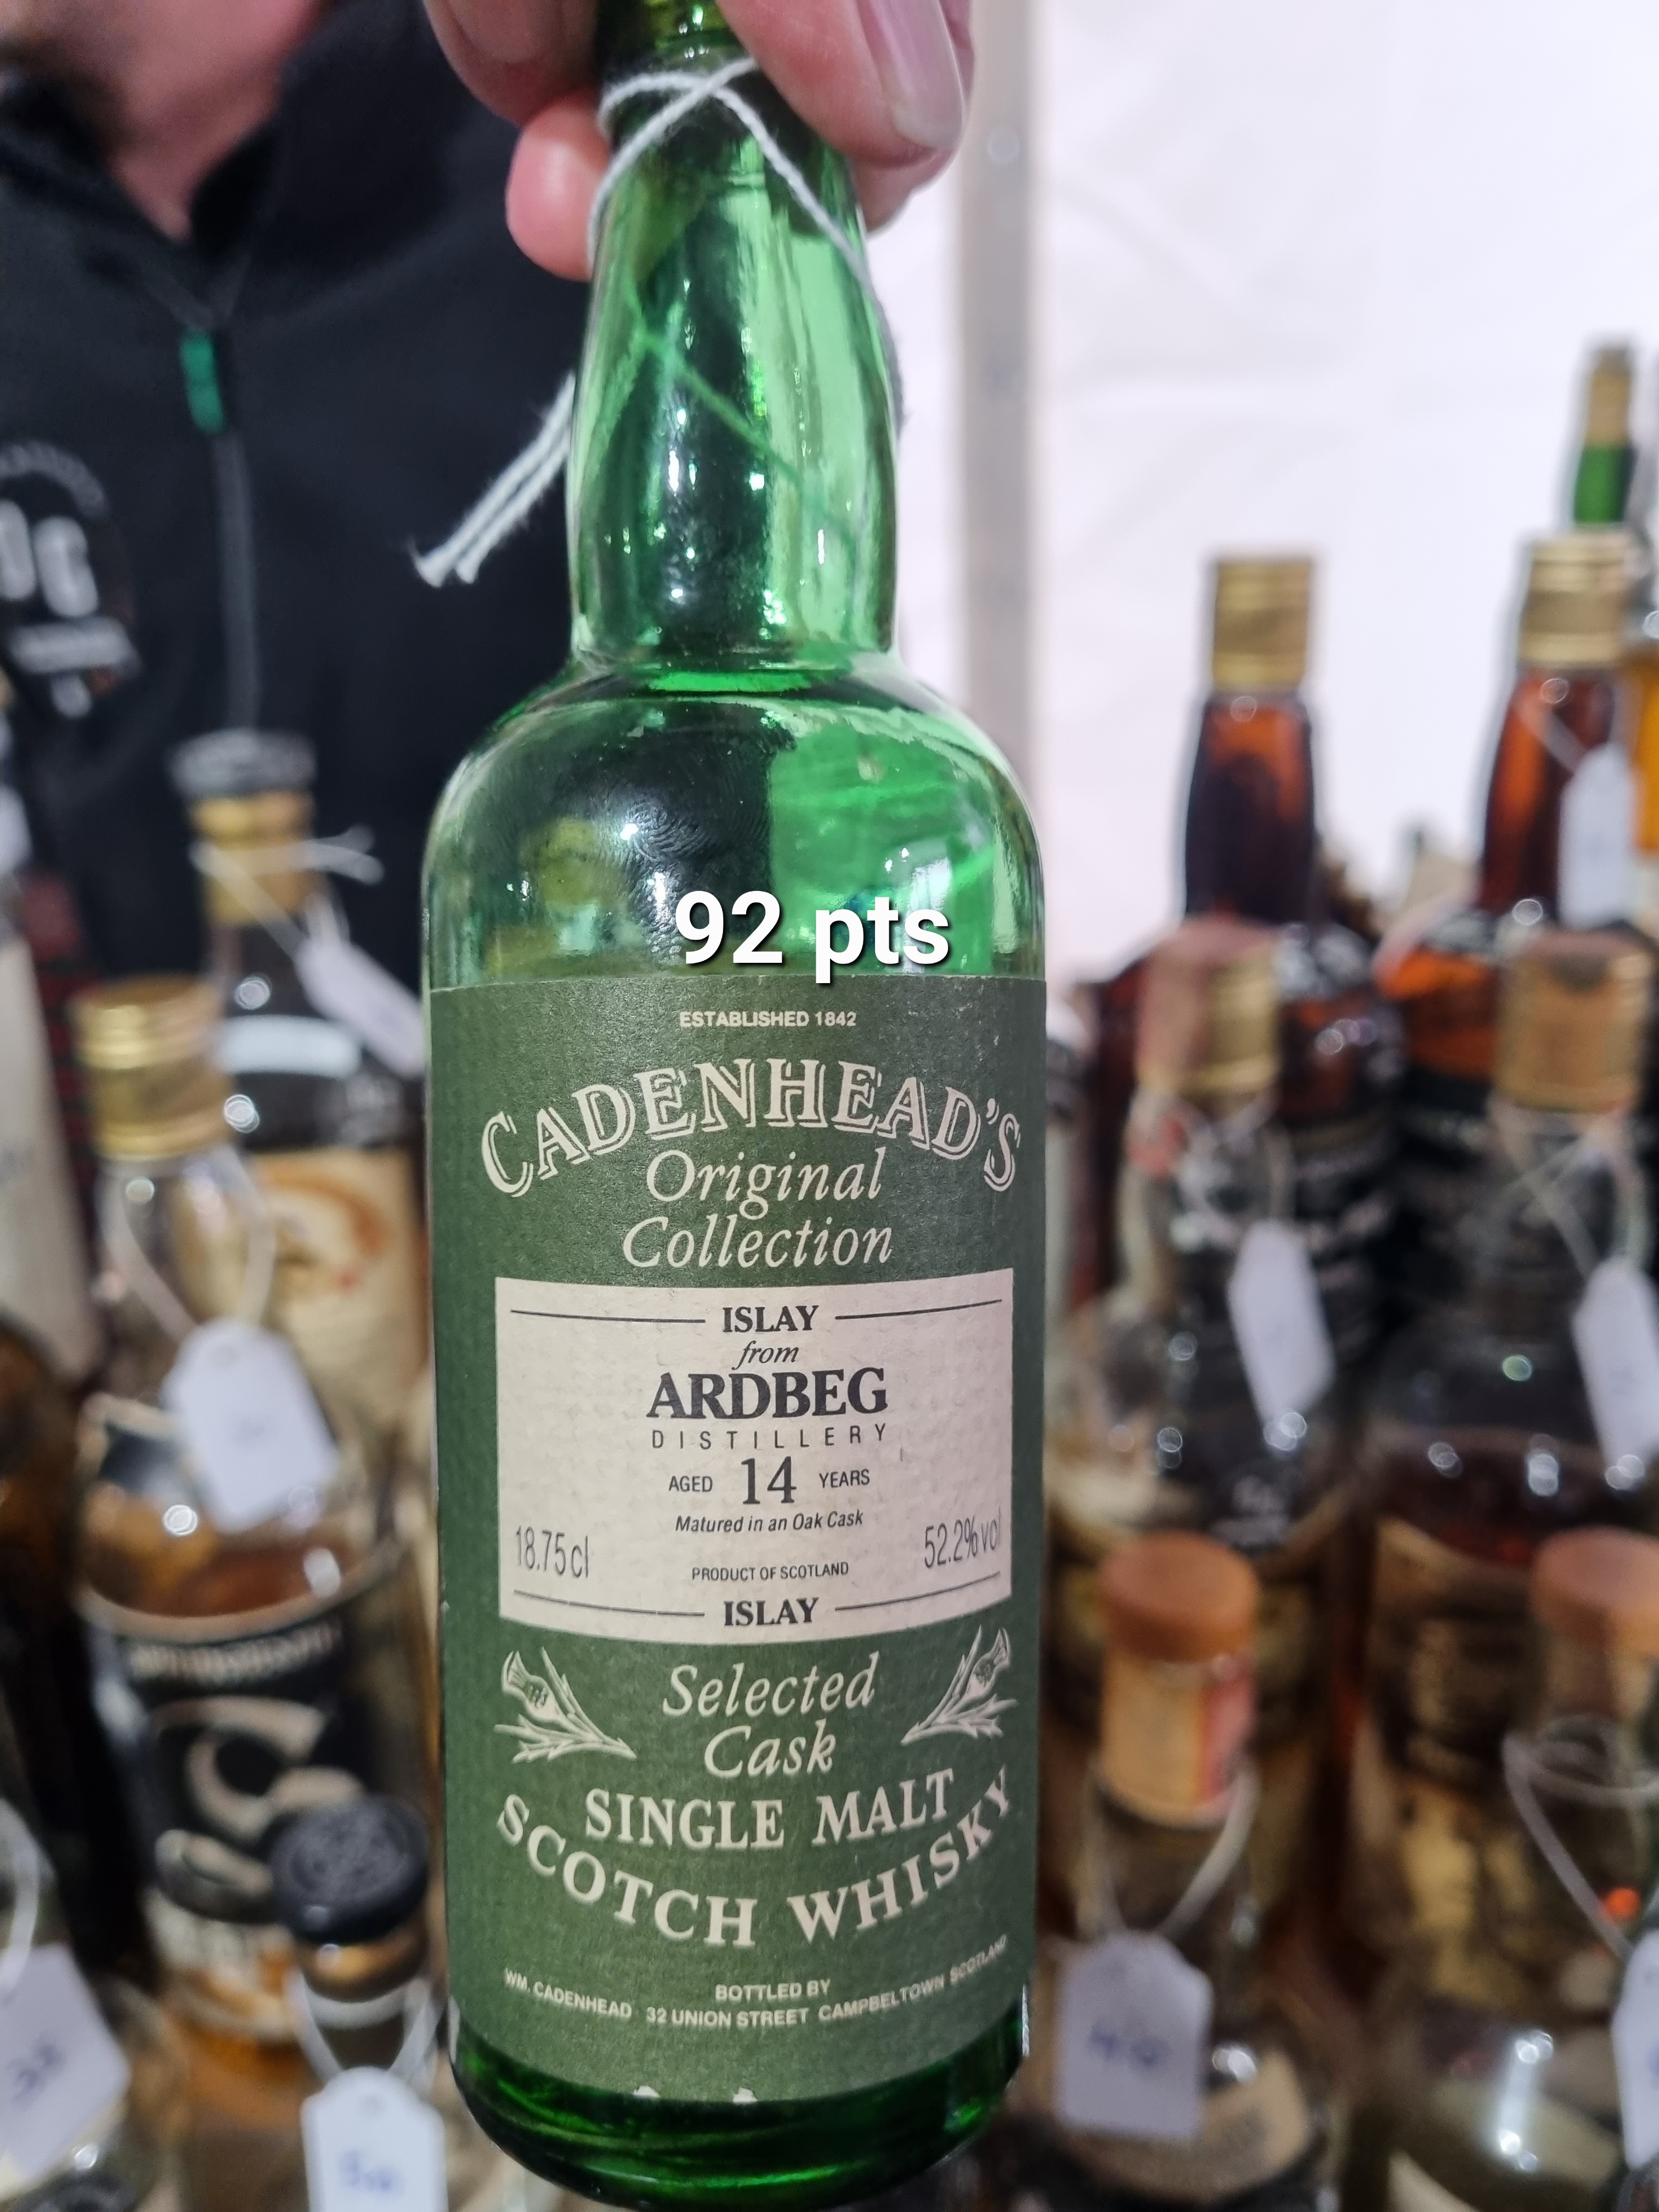 92 pts
ESTABLISHED 1842
CADENHEAD'S
Original
Collection
ISLAY
from
ARDBEG
DISTILLERY
AGED 14 YEARS
Matured in an Oak Cask
18.75cl 52.2%vol
PRODUCT OF SCOTLAND
ISLAY
Selected
Cask
SINGLE MALT
SCOTCH WHISKY
BOTTLED BY
WM. CADENHEAD 32 UNION STREET CAMPBELTOWN SCOTLAND